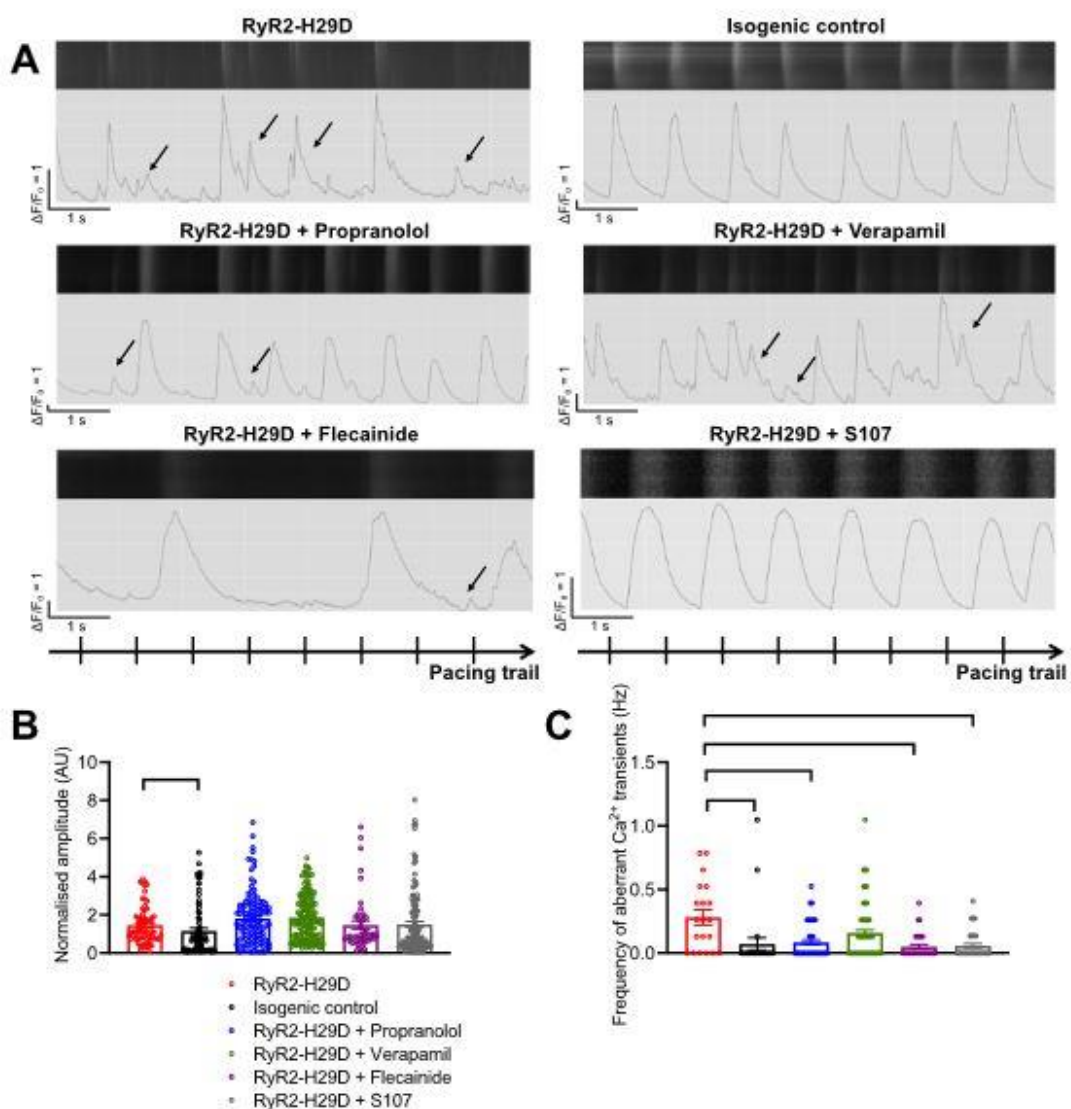 A
RyR2-H29D
Isogenic control
ΔF/F₀ = 1
1 s
ΔF/F₀ = 1
1 s
RyR2-H29D + Propranolol
RyR2-H29D + Verapamil
ΔF/F₀ = 1
1 s
ΔF/F₀ = 1
1 s
RyR2-H29D + Flecainide
RyR2-H29D + S107
ΔF/F₀ = 1
1 s
ΔF/F₀ = 1
1 s
Pacing trail
Pacing trail
B
Normalised amplitude (AU)
10
8
6
4
2
0
RyR2-H29D
Isogenic control
RyR2-H29D + Propranolol
RyR2-H29D + Verapamil
RyR2-H29D + Flecainide
RyR2-H29D + S107
C
Frequency of aberrant Ca²⁺ transients (Hz)
1.5
1.0
0.5
0.0